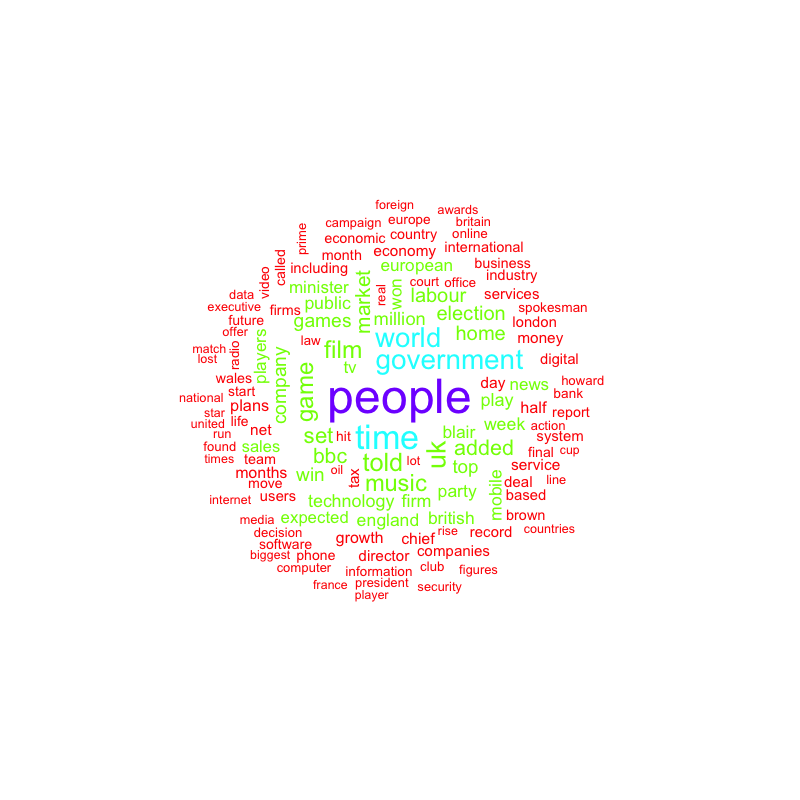 foreign
awards
campaign
europe
britain
prime
economic
country
online
month
economy
international
called
including
european
business
video
minister
real
court
office
industry
data
public
market
won
labour
services
executive
firms
games
million
election
spokesman
future
law
film
world
home
london
offer
players
tv
government
money
match
radio
company
game
people
day
news
digital
lost
wales
play
howard
national
start
bank
star
plans
half
report
united
life
net
set
hit
time
blair
week
action
run
sales
bbc
told
uk
added
system
found
team
win
oil
tax
lot
top
final
cup
times
months
music
party
mobile
service
move
users
technology
firm
deal
line
internet
expected
england
british
based
media
growth
chief
rise
record
brown
decision
countries
software
director
companies
biggest
phone
computer
information
club
figures
france
president
security
player